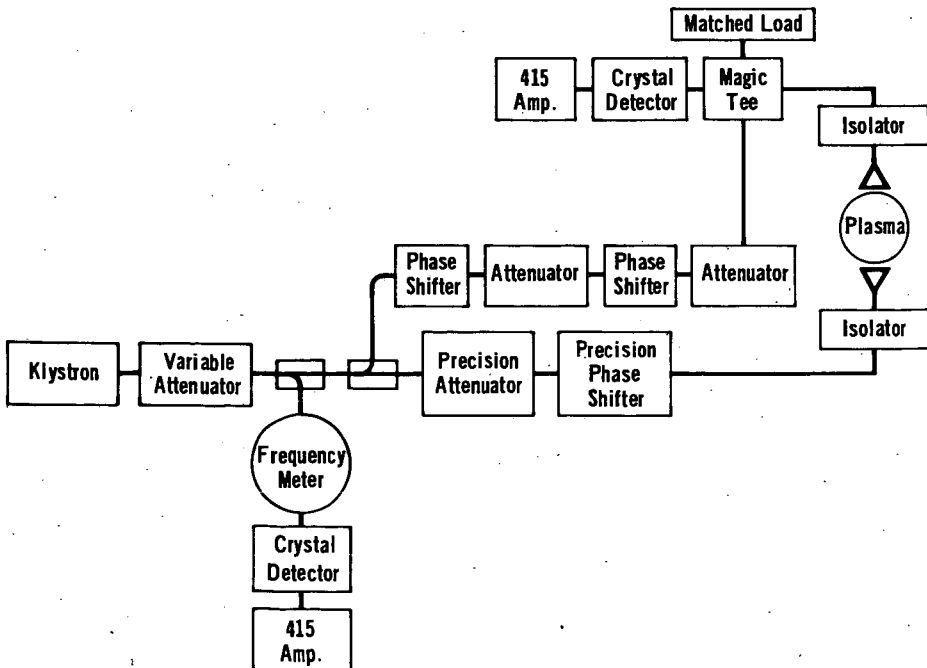 Matched Load
415
Amp.
Crystal
Detector
Magic
Tee
Isolator
Plasma
Phase
Shifter
Attenuator
Phase
Shifter
Attenuator
Isolator
Klystron
Variable
Attenuator
Precision
Attenuator
Precision
Phase
Shifter
Frequency
Meter
Crystal
Detector
415
Amp.